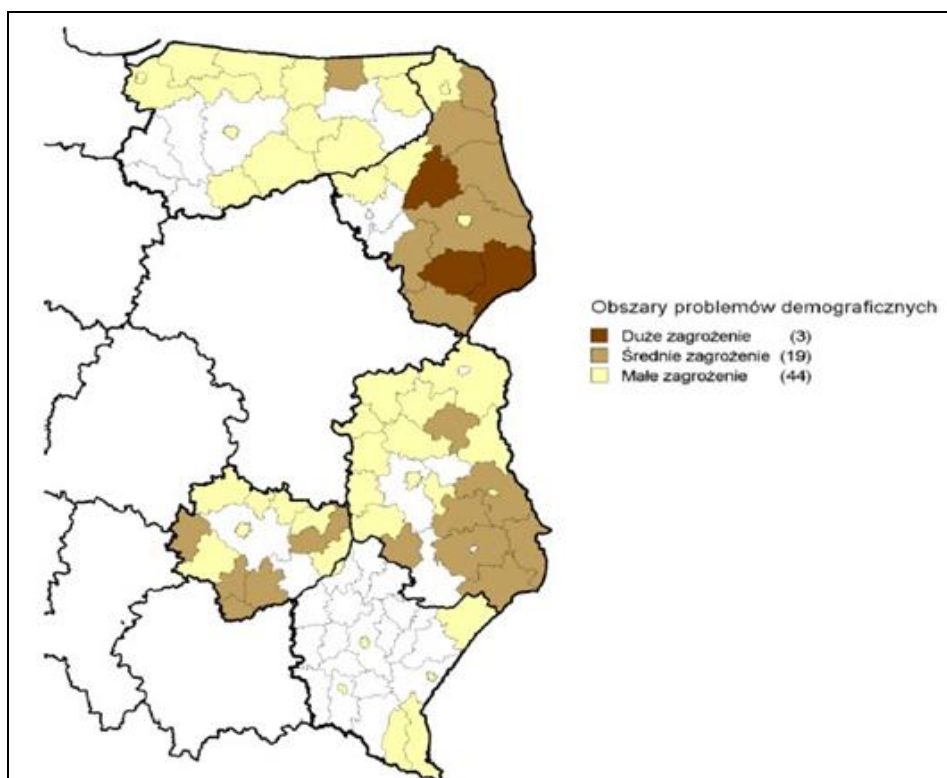 Obszary problemów demograficznych
Duże zagrożenie (3)
Średnie zagrożenie (19)
Małe zagrożenie (44)